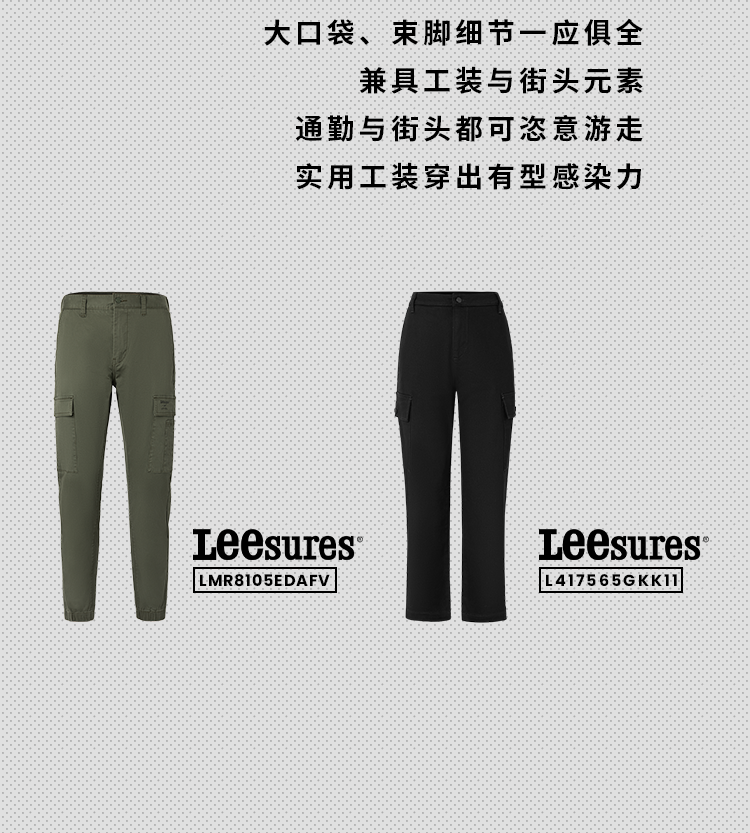 大口袋、束脚细节一应俱全
兼具工装与街头元素
通勤与街头都可恣意游走
实用工装穿出有型感染力
Leesures®
LMR8105EDAFV
Leesures®
L417565GKK11